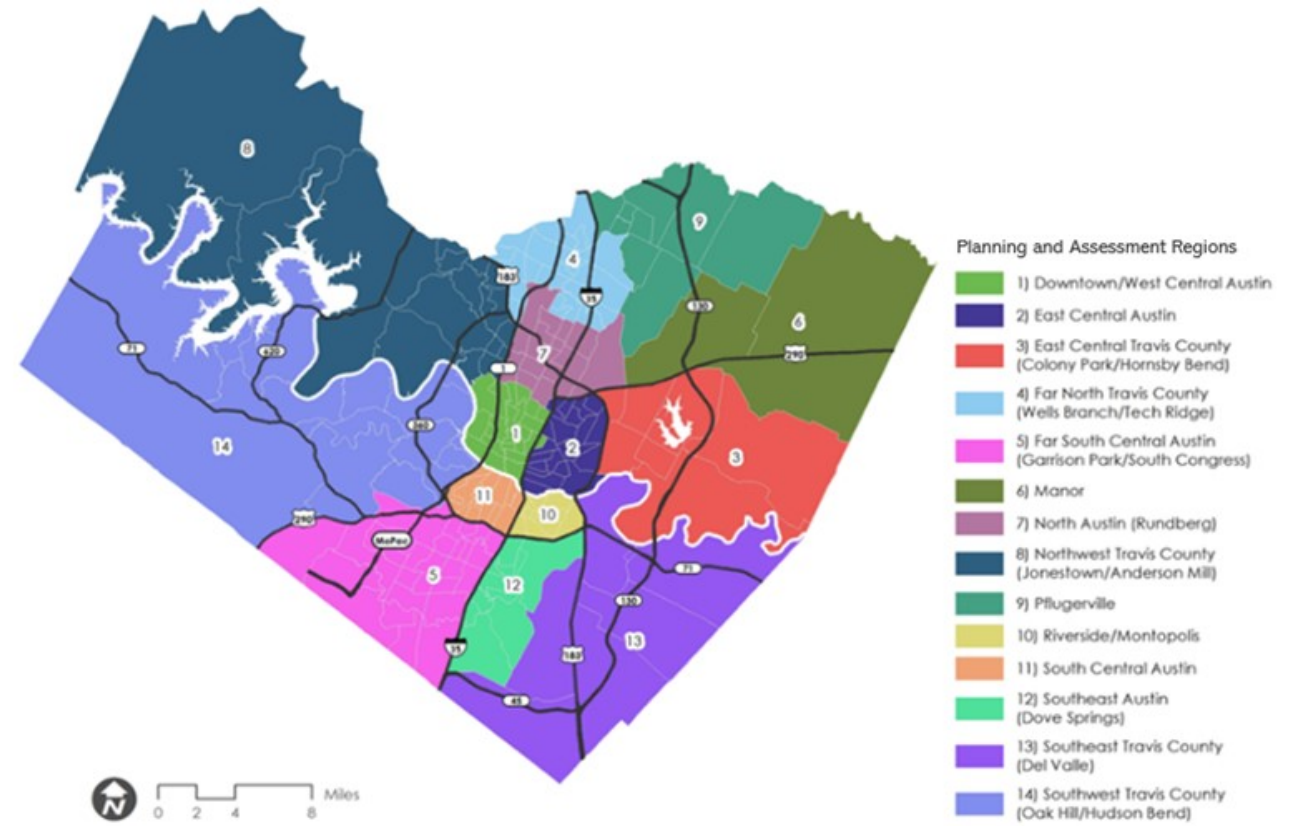 8
9
183
4
35
130
6
7
290
71
620
1
360
1
2
3
14
11
290
10
MoPac
5
12
71
130
13
35
183
45
N
0 2 4 8 Miles
Planning and Assessment Regions
1) Downtown/West Central Austin
2) East Central Austin
3) East Central Travis County
(Colony Park/Hornsby Bend)
4) Far North Travis County
(Wells Branch/Tech Ridge)
5) Far South Central Austin
(Garrison Park/South Congress)
6) Manor
7) North Austin (Rundberg)
8) Northwest Travis County
(Jonestown/Anderson Mill)
9) Pflugerville
10) Riverside/Montopolis
11) South Central Austin
12) Southeast Austin
(Dove Springs)
13) Southeast Travis County
(Del Valle)
14) Southwest Travis County
(Oak Hill/Hudson Bend)